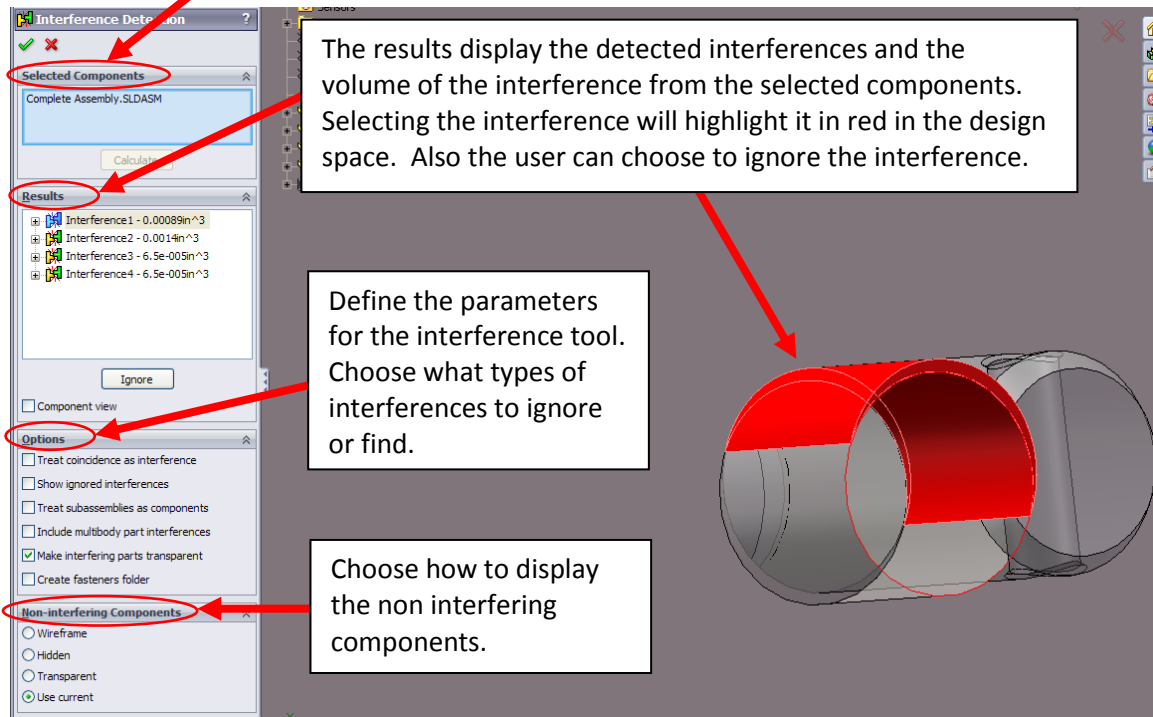 Interference Detection ?
Sensors
Selected Components
Complete Assembly.SLDASM
Calculate
Results
Interference1 - 0.00089in^3
Interference2 - 0.0014in^3
Interference3 - 6.5e-005in^3
Interference4 - 6.5e-005in^3
Ignore
Component view
Options
Treat coincidence as interference
Show ignored interferences
Treat subassemblies as components
Include multibody part interferences
Make interfering parts transparent
Create fasteners folder
Non-interfering Components
Wireframe
Hidden
Transparent
Use current
The results display the detected interferences and the
volume of the interference from the selected components.
Selecting the interference will highlight it in red in the design
space. Also the user can choose to ignore the interference.
Define the parameters
for the interference tool.
Choose what types of
interferences to ignore
or find.
Choose how to display
the non interfering
components.